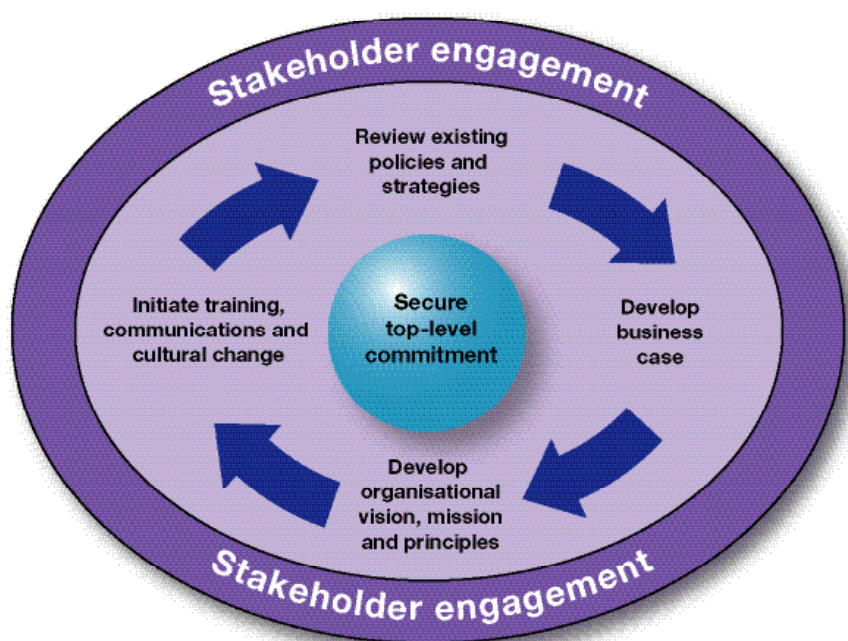 Stakeholder engagement
Review existing
policies and
strategies
Initiate training,
communications and
cultural change
Secure
top-level
commitment
Develop
business
case
Develop
organisational
vision, mission
and principles
Stakeholder engagement